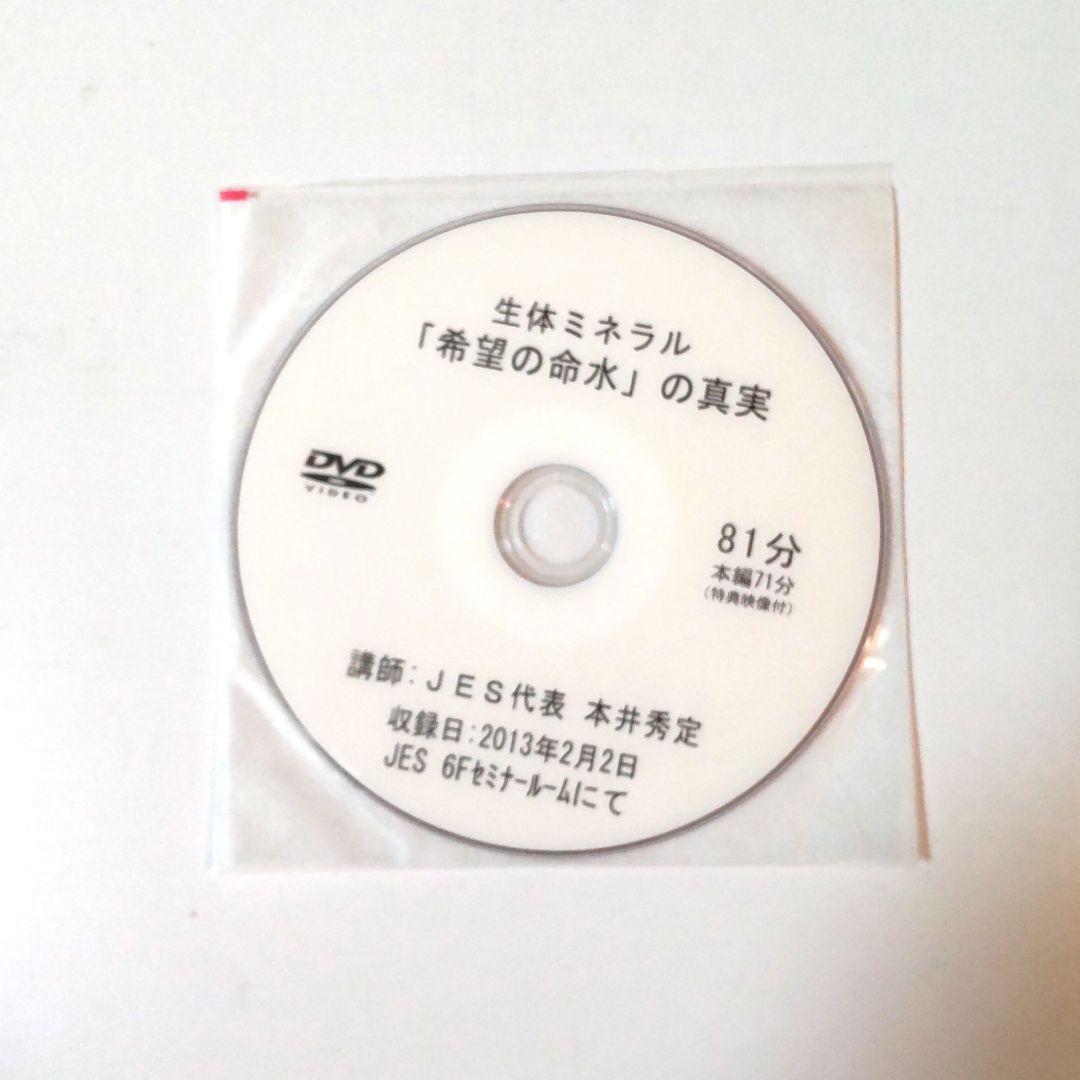 生体ミネラル
「希望の命水」の真実
DVD
VIDEO
81分
本編71分
(特典映像付)
講師:JES代表 本井秀定
収録日:2013年2月2日
JES 6Fセミナールームにて